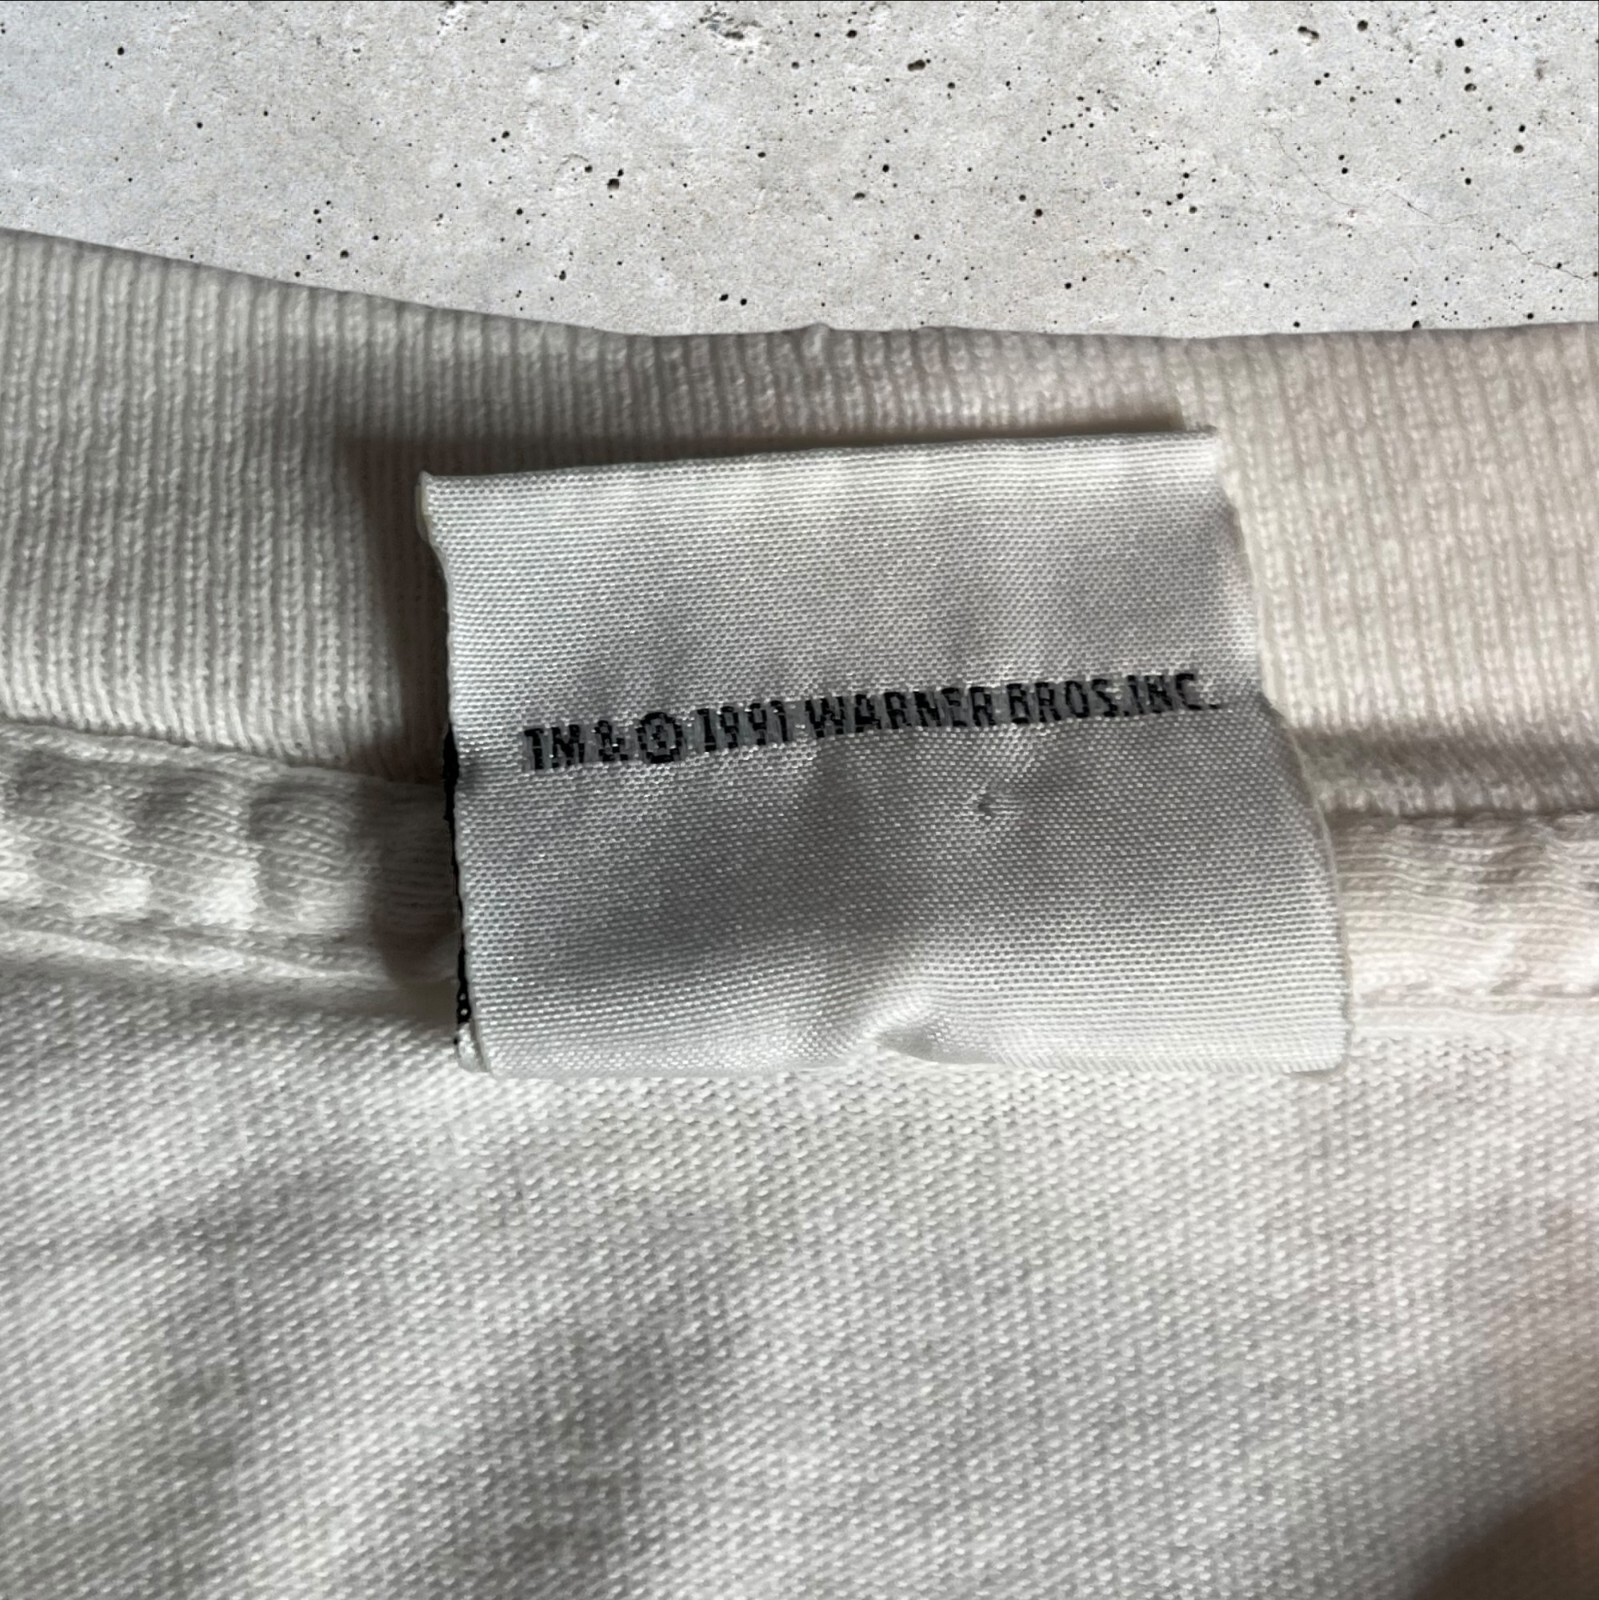 TM & © 1991 WARNER BROS. INC.